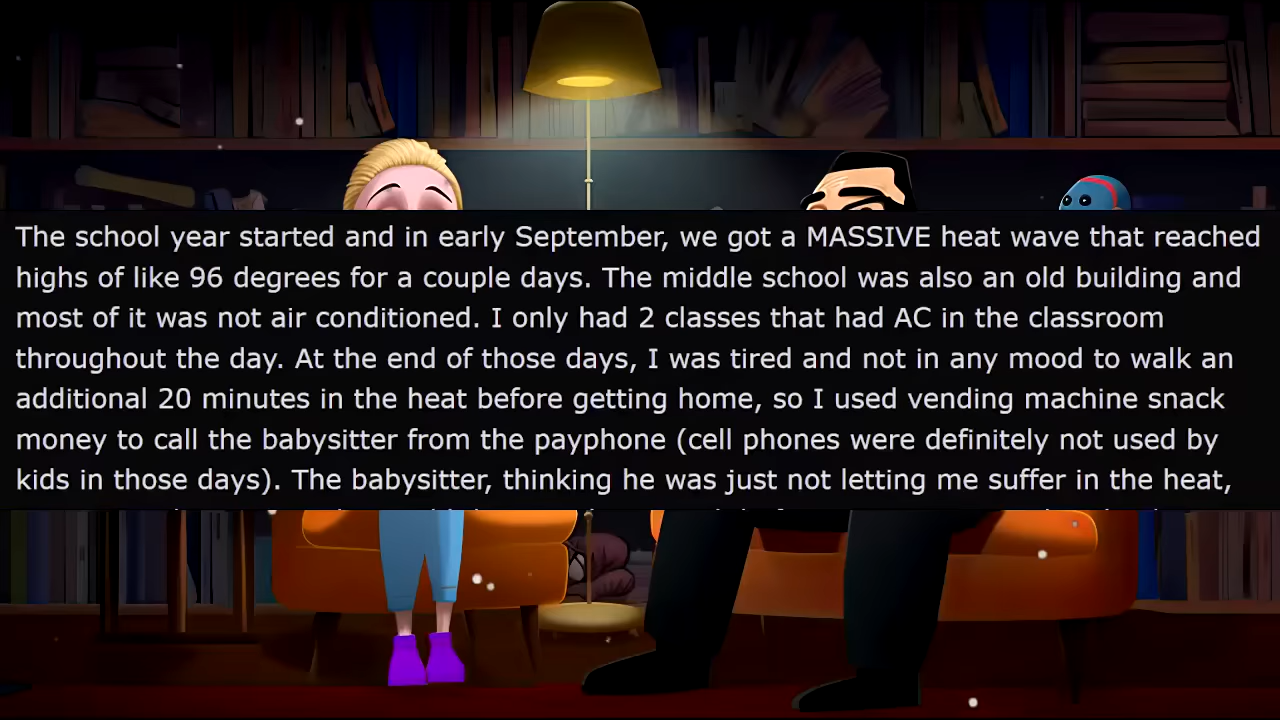 The school year started and in early September, we got a MASSIVE heat wave that reached
highs of like 96 degrees for a couple days. The middle school was also an old building and
most of it was not air conditioned. I only had 2 classes that had AC in the classroom
throughout the day. At the end of those days, I was tired and not in any mood to walk an
additional 20 minutes in the heat before getting home, so I used vending machine snack
money to call the babysitter from the payphone (cell phones were definitely not used by
kids in those days). The babysitter, thinking he was just not letting me suffer in the heat,